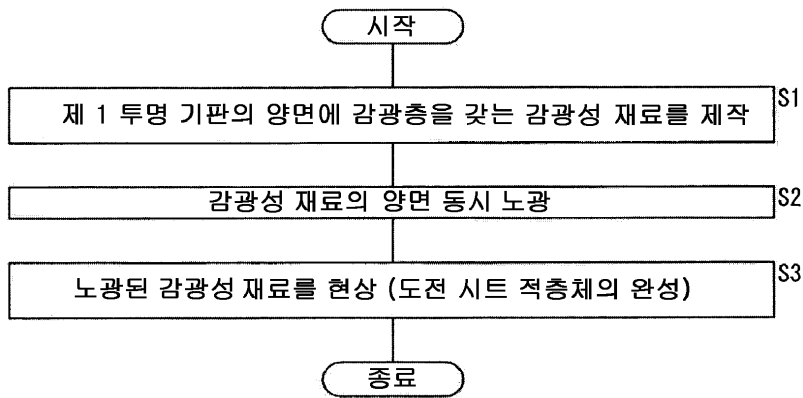 시작
제 1 투명 기판의 양면에 감광층을 갖는 감광성 재료를 제작
S1
감광성 재료의 양면 동시 노광
S2
노광된 감광성 재료를 현상 (도전 시트 적층체의 완성)
S3
종료